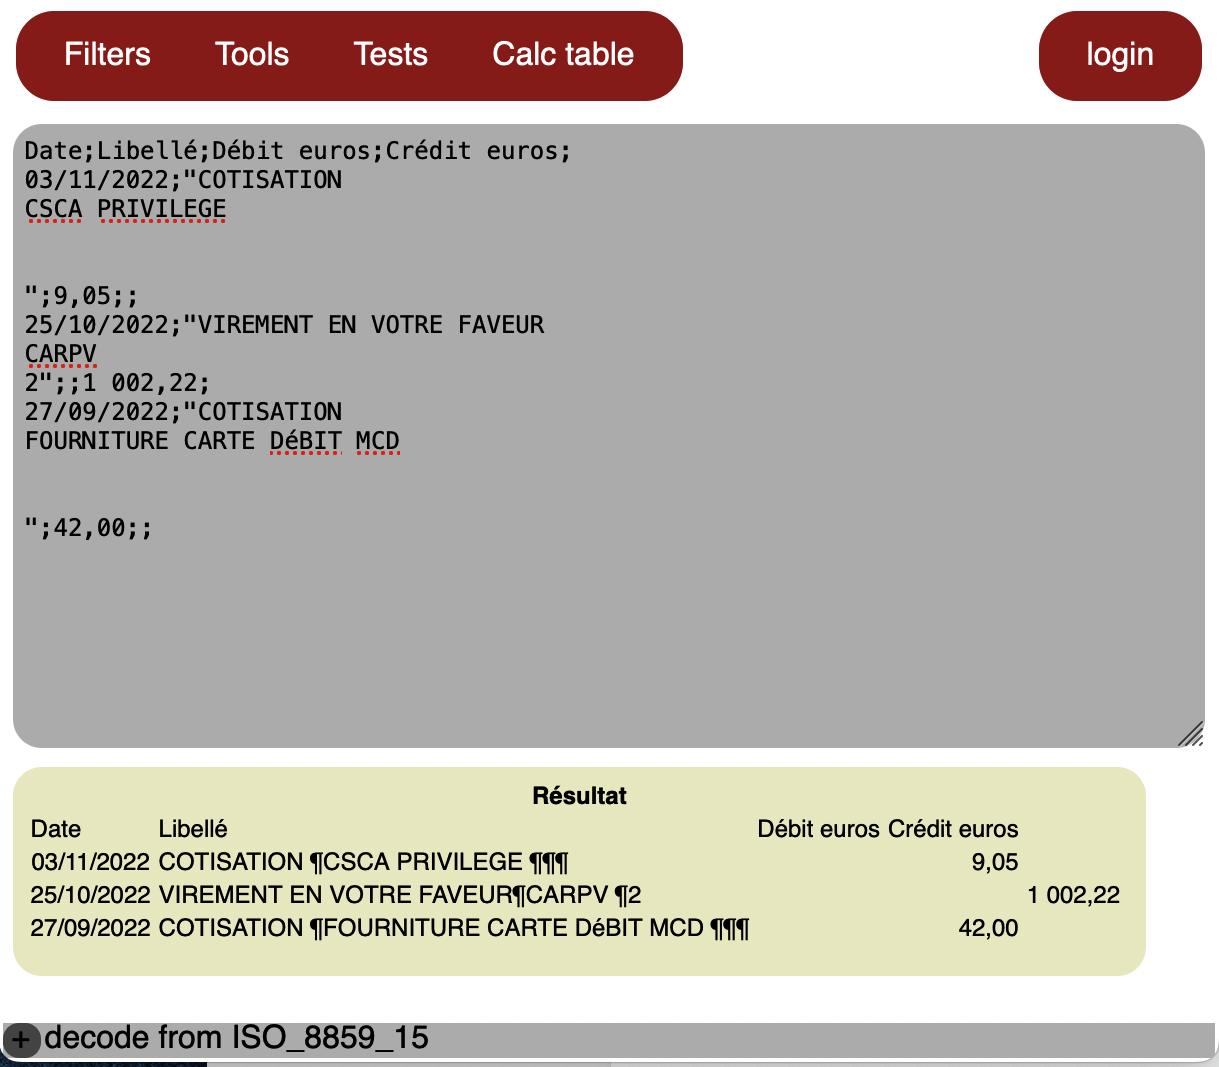 Filters Tools Tests Calc table login
Date;Libellé;Débit euros;Crédit euros;
03/11/2022;"COTISATION
CSCA PRIVILEGE
";9,05;;
25/10/2022;"VIREMENT EN VOTRE FAVEUR
CARPV
2";;1 002,22;
27/09/2022;"COTISATION
FOURNITURE CARTE DéBIT MCD
";42,00;;
Résultat
Date Libellé Débit euros Crédit euros
03/11/2022 COTISATION ¶CSCA PRIVILEGE ¶¶¶ 9,05
25/10/2022 VIREMENT EN VOTRE FAVEUR¶CARPV ¶2 1 002,22
27/09/2022 COTISATION ¶FOURNITURE CARTE DéBIT MCD ¶¶¶ 42,00
+ decode from ISO_8859_15